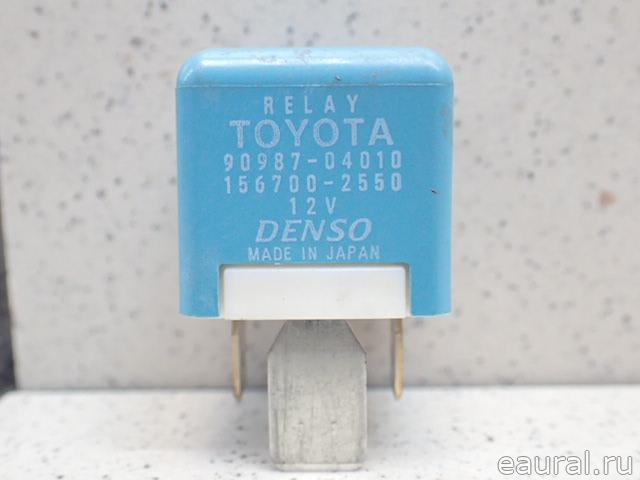 RELAY
TOYOTA
90987-04010
156700-2550
12V
DENSO
MADE IN JAPAN
eaural.ru